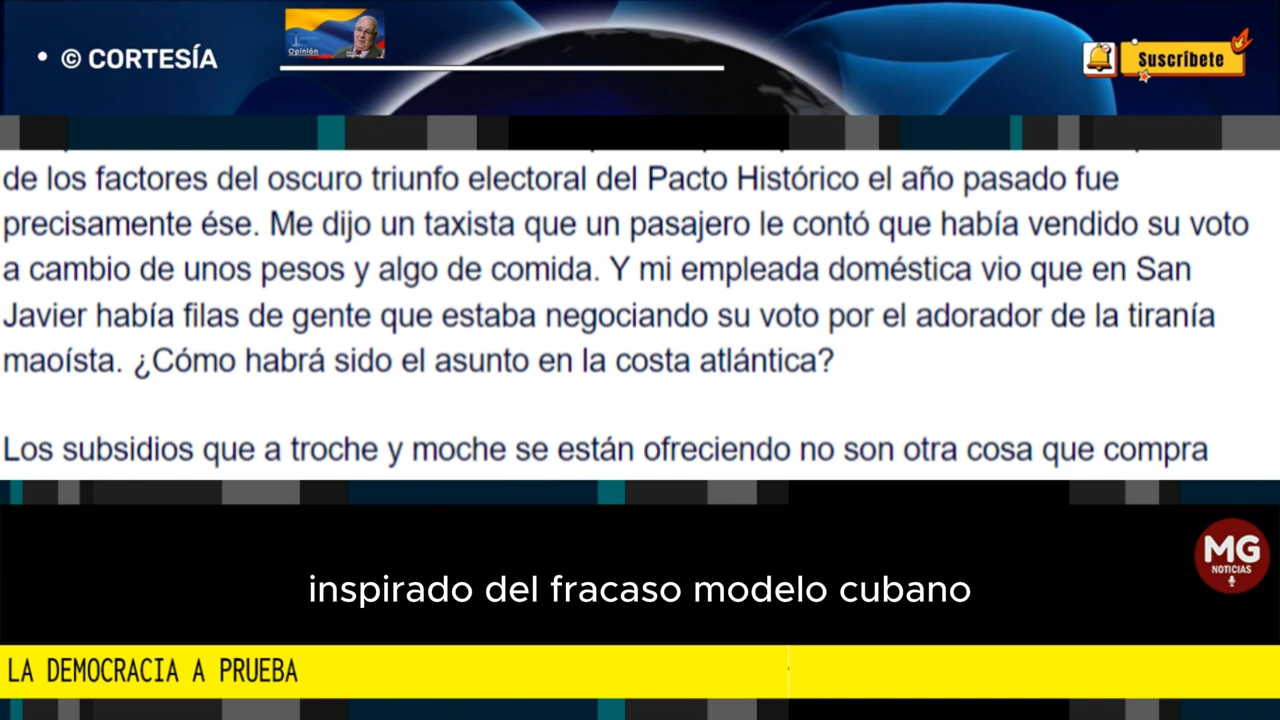 • © CORTESÍA
Opinión
Suscríbete
de los factores del oscuro triunfo electoral del Pacto Histórico el año pasado fue
precisamente ése. Me dijo un taxista que un pasajero le contó que había vendido su voto
a cambio de unos pesos y algo de comida. Y mi empleada doméstica vio que en San
Javier había filas de gente que estaba negociando su voto por el adorador de la tiranía
maoísta. ¿Cómo habrá sido el asunto en la costa atlántica?
Los subsidios que a troche y moche se están ofreciendo no son otra cosa que compra
MG
NOTICIAS
inspirado del fracaso modelo cubano
LA DEMOCRACIA A PRUEBA